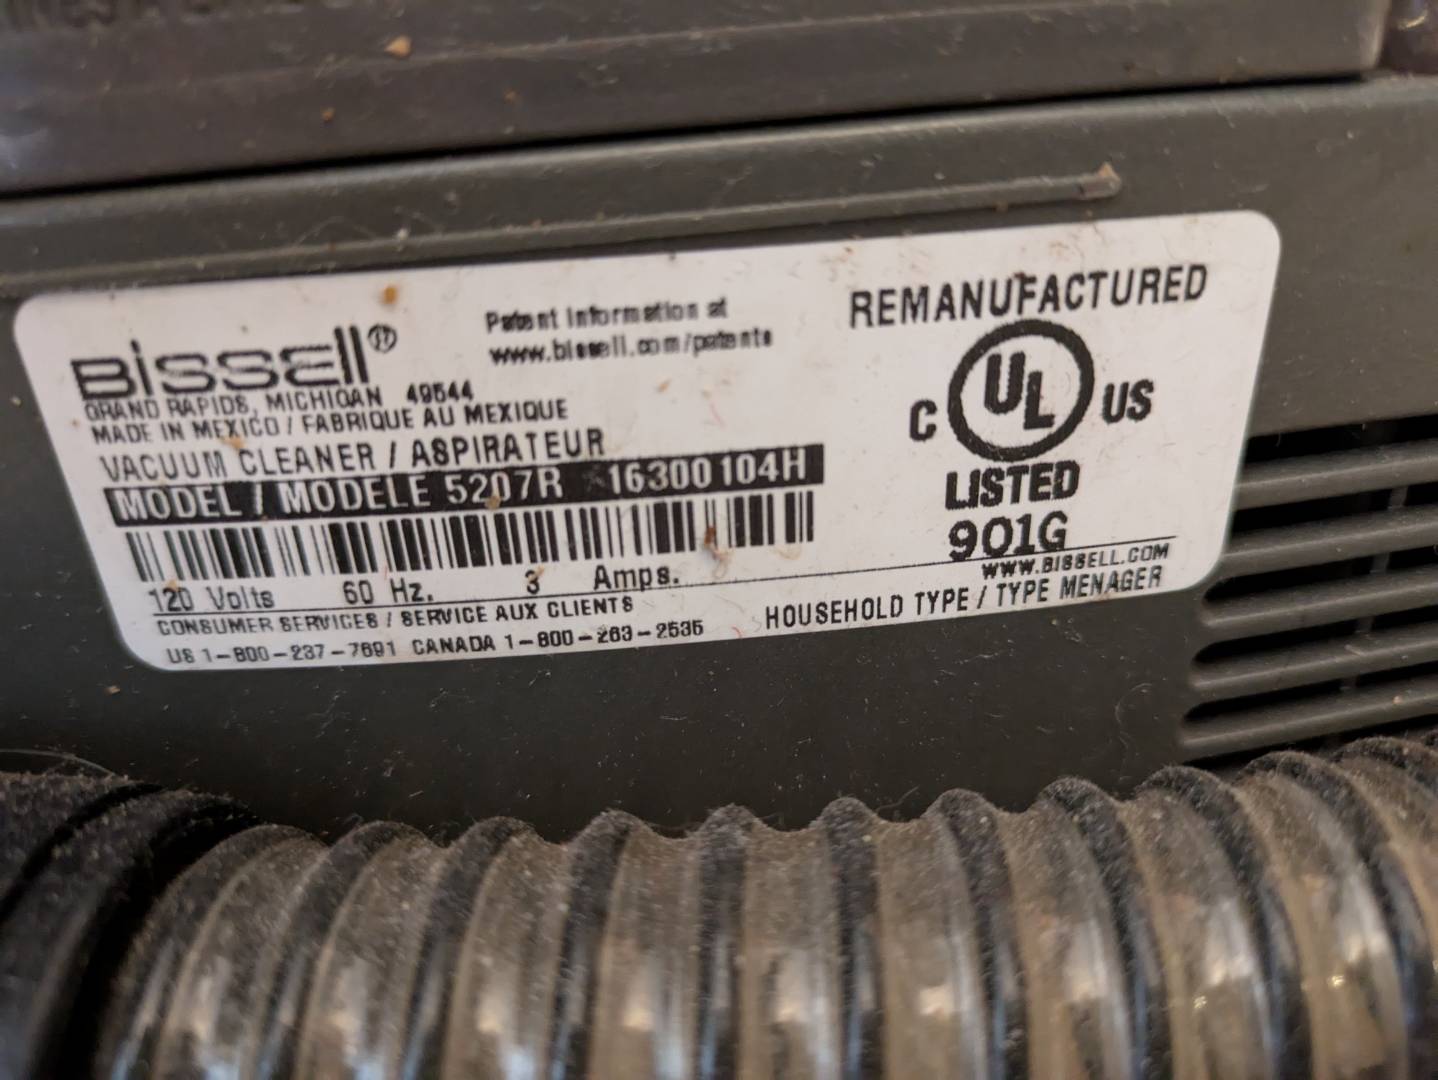 Bissell®
GRAND RAPIDS, MICHIGAN 49544
MADE IN MEXICO / FABRIQUE AU MEXIQUE
VACUUM CLEANER / ASPIRATEUR
MODEL / MODELE 5207R 16300104H
120 Volts 60 Hz. 3 Amps.
CONSUMER SERVICES / SERVICE AUX CLIENTS
US 1-800-237-7691 CANADA 1-800-263-2535
Patent Information at
www.bissell.com/patents
REMANUFACTURED
C UL US
LISTED
901G
WWW.BISSELL.COM
HOUSEHOLD TYPE / TYPE MENAGER